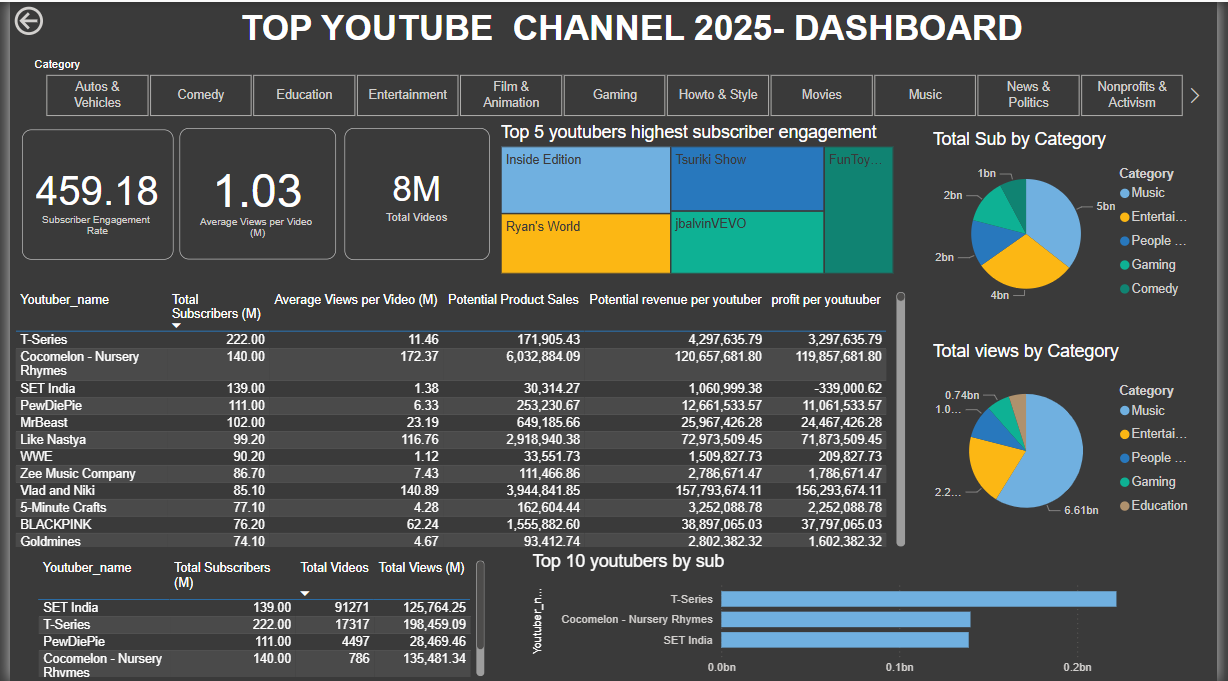 TOP YOUTUBE CHANNEL 2025- DASHBOARD
Category
Autos &
Vehicles
Comedy
Education
Entertainment
Film &
Animation
Gaming
Howto & Style
Movies
Music
News &
Politics
Nonprofits &
Activism
459.18
Subscriber Engagement
Rate
1.03
Average Views per Video
(M)
8M
Total Videos
Top 5 youtubers highest subscriber engagement
Inside Edition
Ryan's World
Tsuriki Show
jbalvinVEVO
FunToy...
Total Sub by Category
1bn
2bn
2bn
4bn
5bn
Category
Music
Entertai...
People ...
Gaming
Comedy
Youtuber_name Total Subscribers (M) Average Views per Video (M) Potential Product Sales Potential revenue per youtuber profit per youtuuber
T-Series 222.00 11.46 171,905.43 4,297,635.79 3,297,635.79
Cocomelon - Nursery Rhymes 140.00 172.37 6,032,884.09 120,657,681.80 119,857,681.80
SET India 139.00 1.38 30,314.27 1,060,999.38 -339,000.62
PewDiePie 111.00 6.33 253,230.67 12,661,533.57 11,061,533.57
MrBeast 102.00 23.19 649,185.66 25,967,426.28 24,467,426.28
Like Nastya 99.20 116.76 2,918,940.38 72,973,509.45 71,873,509.45
WWE 90.20 1.12 33,551.73 1,509,827.73 209,827.73
Zee Music Company 86.70 7.43 111,466.86 2,786,671.47 1,786,671.47
Vlad and Niki 85.10 140.89 3,944,841.85 157,793,674.11 156,293,674.11
5-Minute Crafts 77.10 4.28 162,604.44 3,252,088.78 2,252,088.78
BLACKPINK 76.20 62.24 1,555,882.60 38,897,065.03 37,797,065.03
Goldmines 74.10 4.67 93,412.74 2,802,382.32 1,602,382.32
Total views by Category
0.74bn
1.0...
2.2...
6.61bn
Category
Music
Entertai...
People ...
Gaming
Education
Youtuber_name Total Subscribers (M) Total Videos Total Views (M)
SET India 139.00 91271 125,764.25
T-Series 222.00 17317 198,459.09
PewDiePie 111.00 4497 28,469.46
Cocomelon - Nursery Rhymes 140.00 786 135,481.34
Top 10 youtubers by sub
Youtuber_n...
T-Series
Cocomelon - Nursery Rhymes
SET India
0.0bn 0.1bn 0.2bn